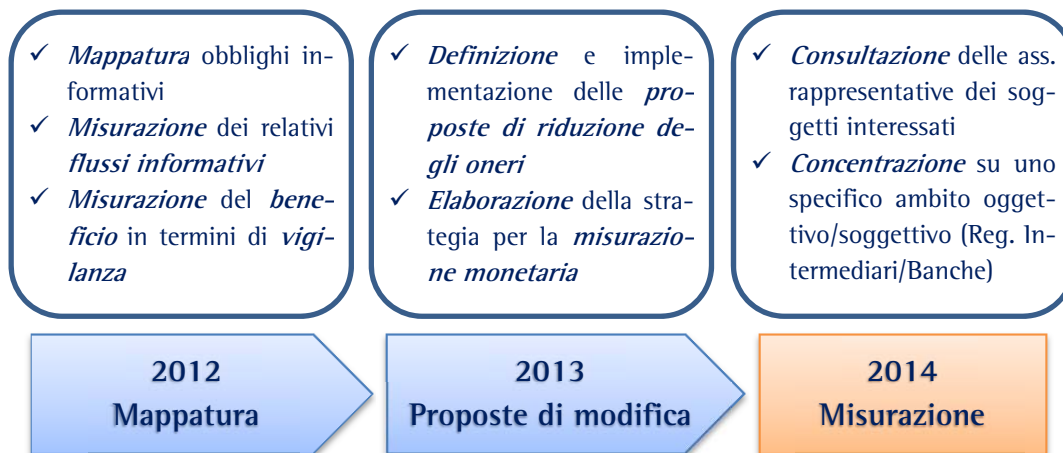 ✓ Mappatura obblighi in-
formativi
✓ Misurazione dei relativi
flussi informativi
✓ Misurazione del bene-
ficio in termini di vigi-
lanza
✓ Definizione e imple-
mentazione delle pro-
poste di riduzione de-
gli oneri
✓ Elaborazione della stra-
tegia per la misurazio-
ne monetaria
✓ Consultazione delle ass.
rappresentative dei sog-
getti interessati
✓ Concentrazione su uno
specifico ambito ogget-
tivo/soggettivo (Reg. In-
termediari/Banche)
2012
Mappatura
2013
Proposte di modifica
2014
Misurazione